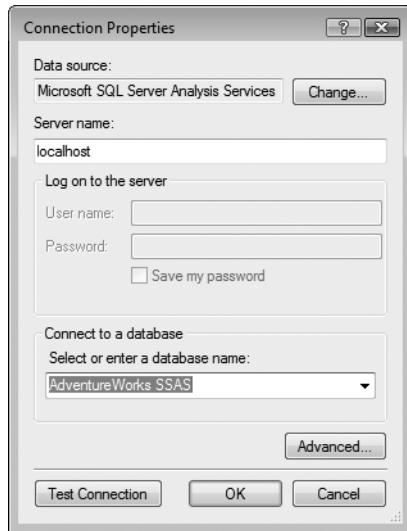 Connection Properties
Data source:
Microsoft SQL Server Analysis Services
Change...
Server name:
localhost
Log on to the server
User name:
Password:
Save my password
Connect to a database
Select or enter a database name:
AdventureWorks SSAS
Advanced...
Test Connection
OK
Cancel